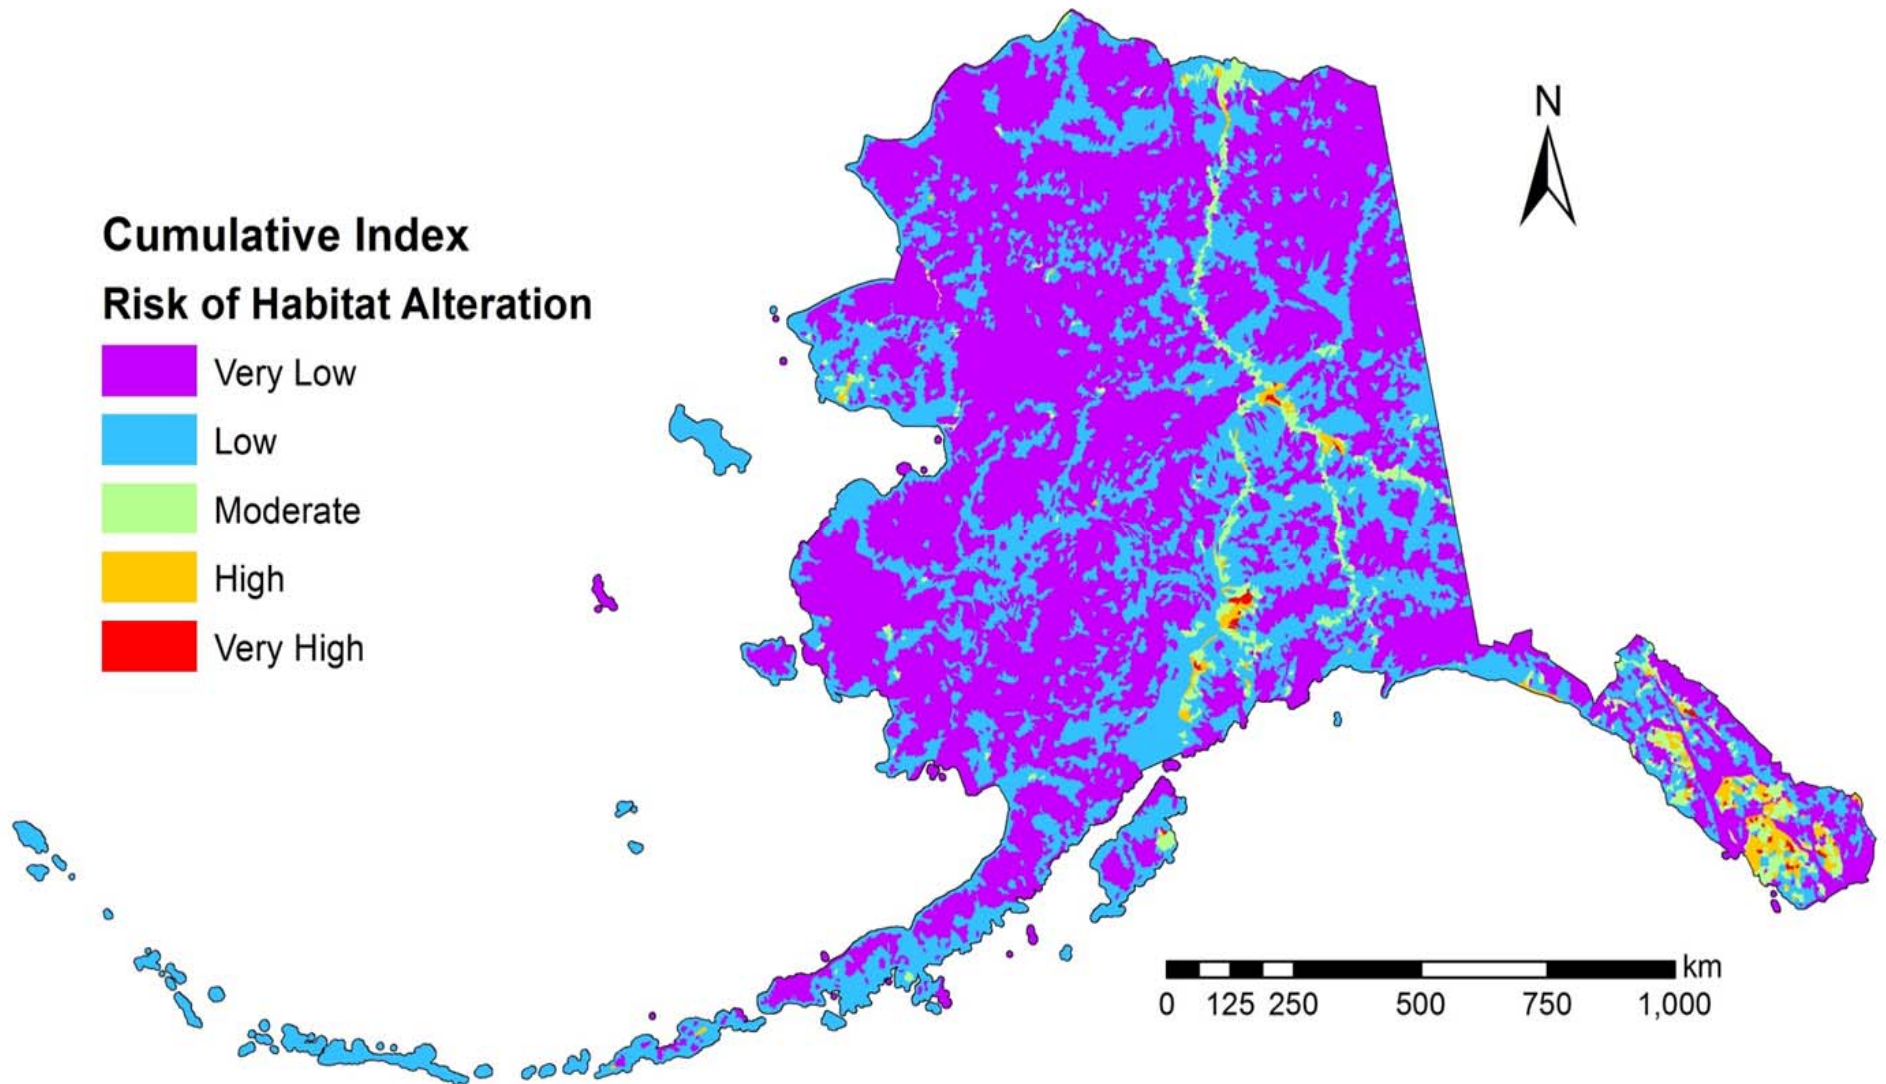 N
Cumulative Index
Risk of Habitat Alteration
Very Low
Low
Moderate
High
Very High
km
0 125 250 500 750 1,000